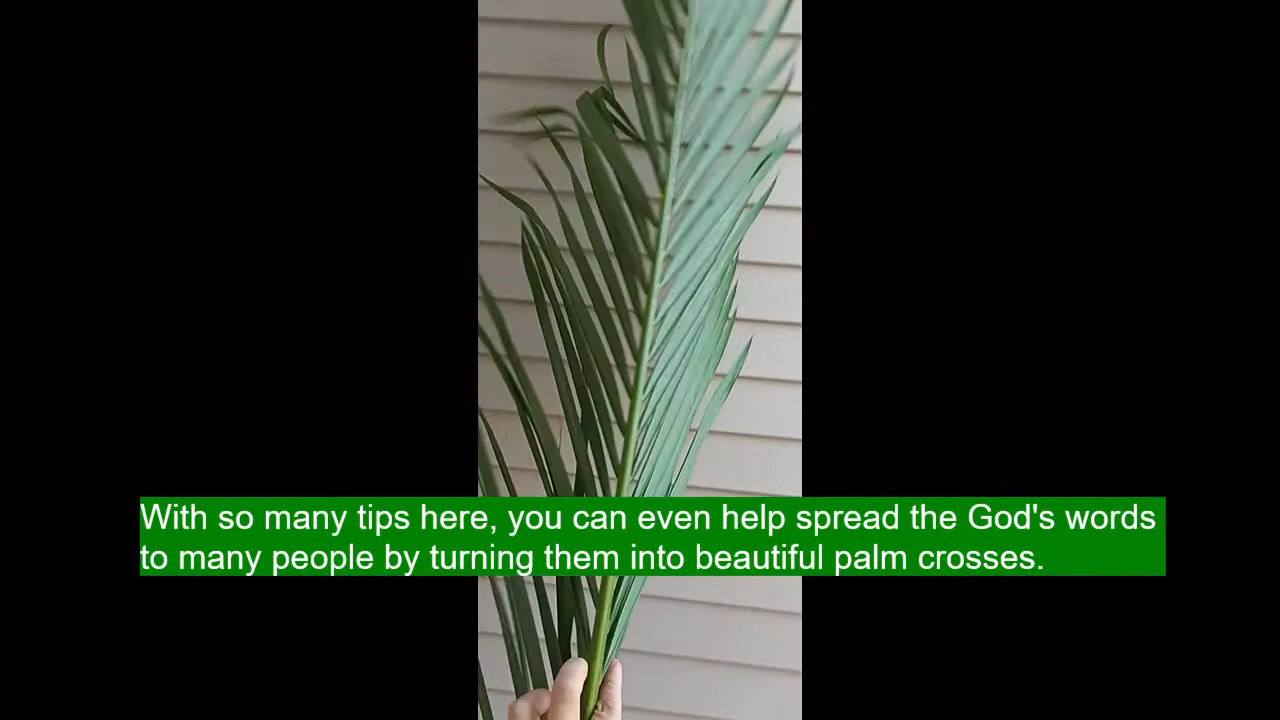 With so many tips here, you can even help spread the God's words
to many people by turning them into beautiful palm crosses.